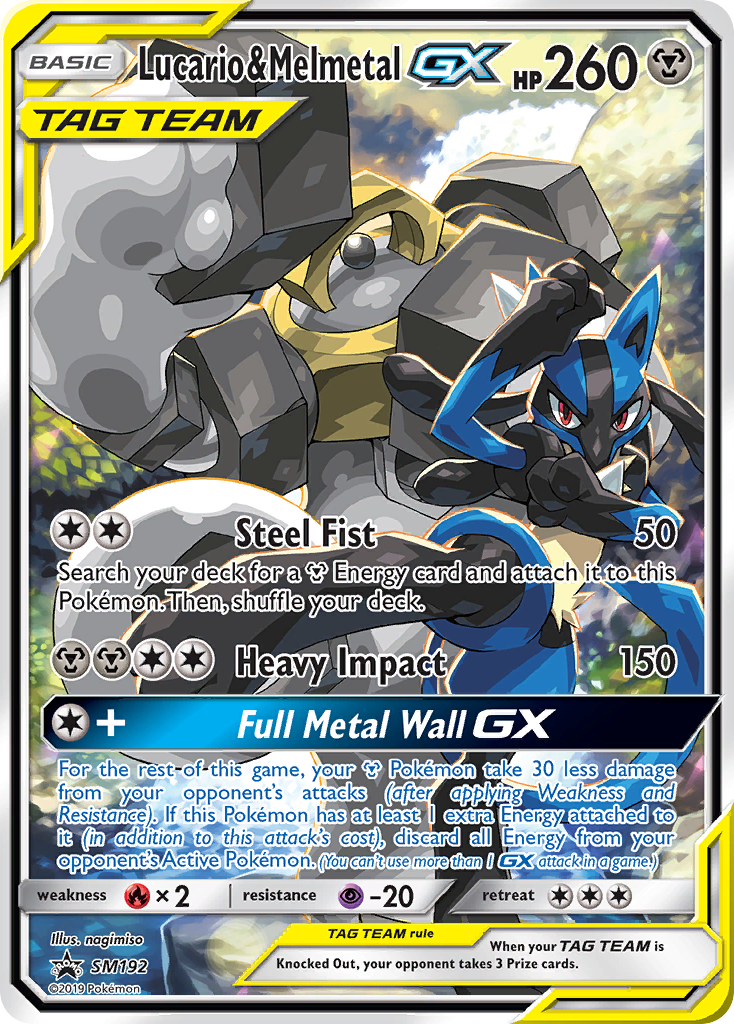 BASIC Lucario&Melmetal GX HP 260
TAG TEAM
Steel Fist 50
Search your deck for a Energy card and attach it to this
Pokémon. Then, shuffle your deck.
Heavy Impact 150
+ Full Metal Wall GX
For the rest of this game, your Pokémon take 30 less damage
from your opponent's attacks (after applying Weakness and
Resistance). If this Pokémon has at least 1 extra Energy attached to
it (in addition to this attack's cost), discard all Energy from your
opponent's Active Pokémon. (You can't use more than 1 GX attack in a game.)
weakness ×2 resistance -20 retreat
Illus. nagimiso
SM192
©2019 Pokémon
TAG TEAM rule
When your TAG TEAM is
Knocked Out, your opponent takes 3 Prize cards.